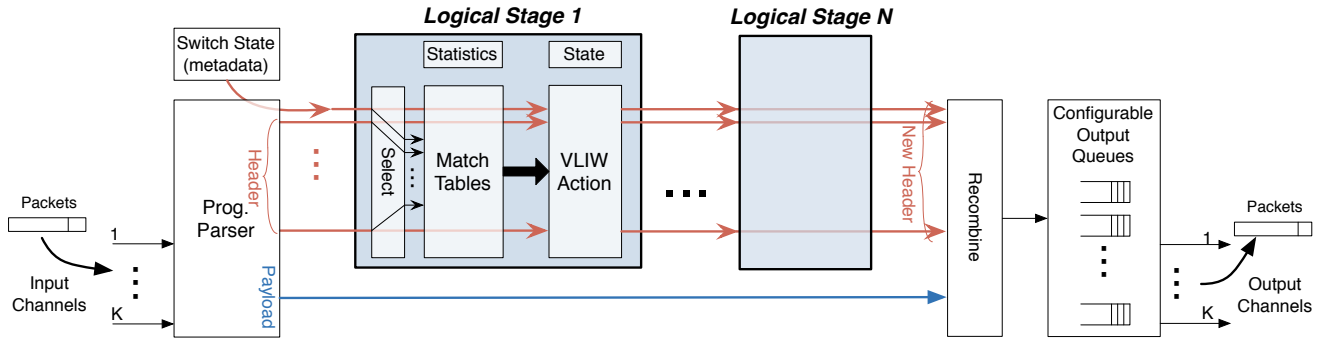 Logical Stage 1
Logical Stage N
Switch State
(metadata)
Statistics
State
Configurable
Output
Queues
Header
Select
Match
Tables
VLIW
Action
New Header
Recombine
Packets
Prog.
Parser
Packets
1
1
Input
Channels
Payload
Output
Channels
K
K